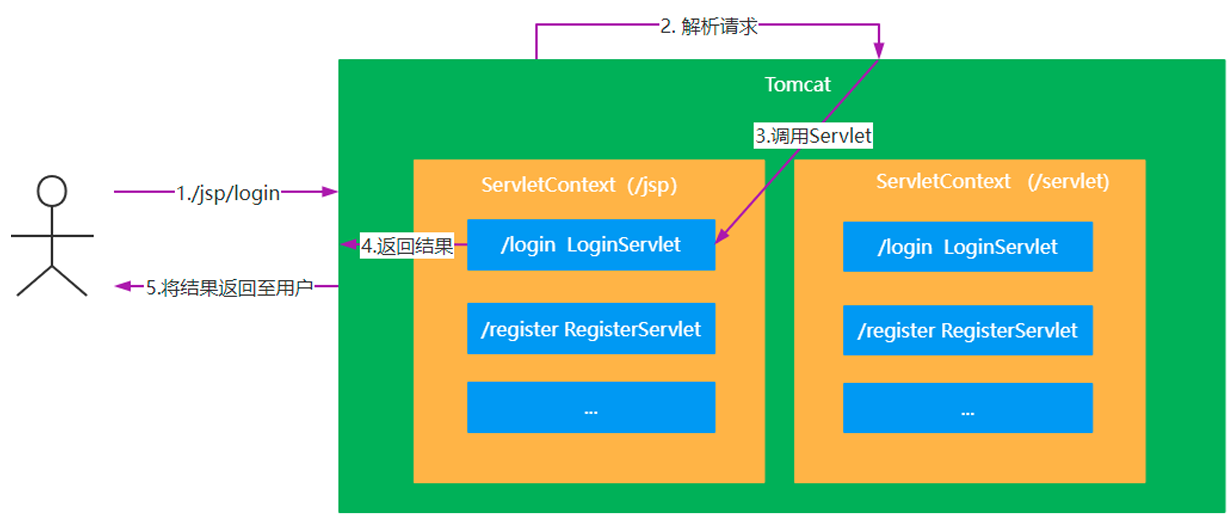 2. 解析请求
Tomcat
3.调用Servlet
1./jsp/login
ServletContext（/jsp）
/login LoginServlet
/register RegisterServlet
...
ServletContext （/servlet)
/login LoginServlet
/register RegisterServlet
...
4.返回结果
5.将结果返回至用户